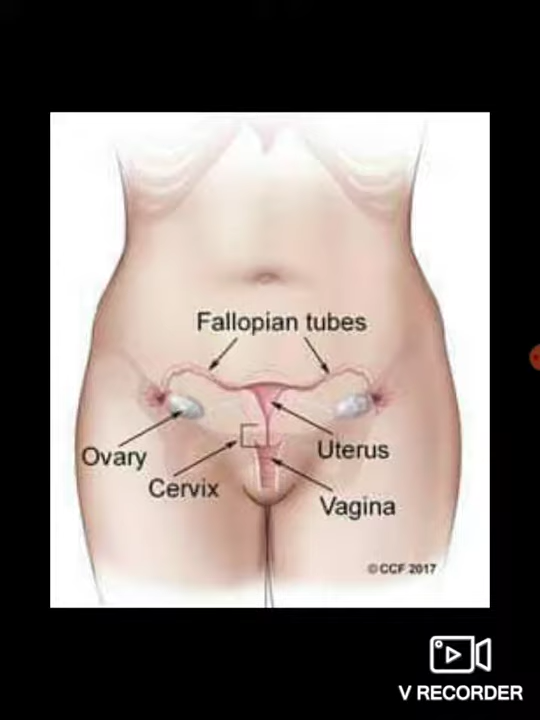 Fallopian tubes
Ovary
Uterus
Cervix
Vagina
©CCF 2017
V RECORDER